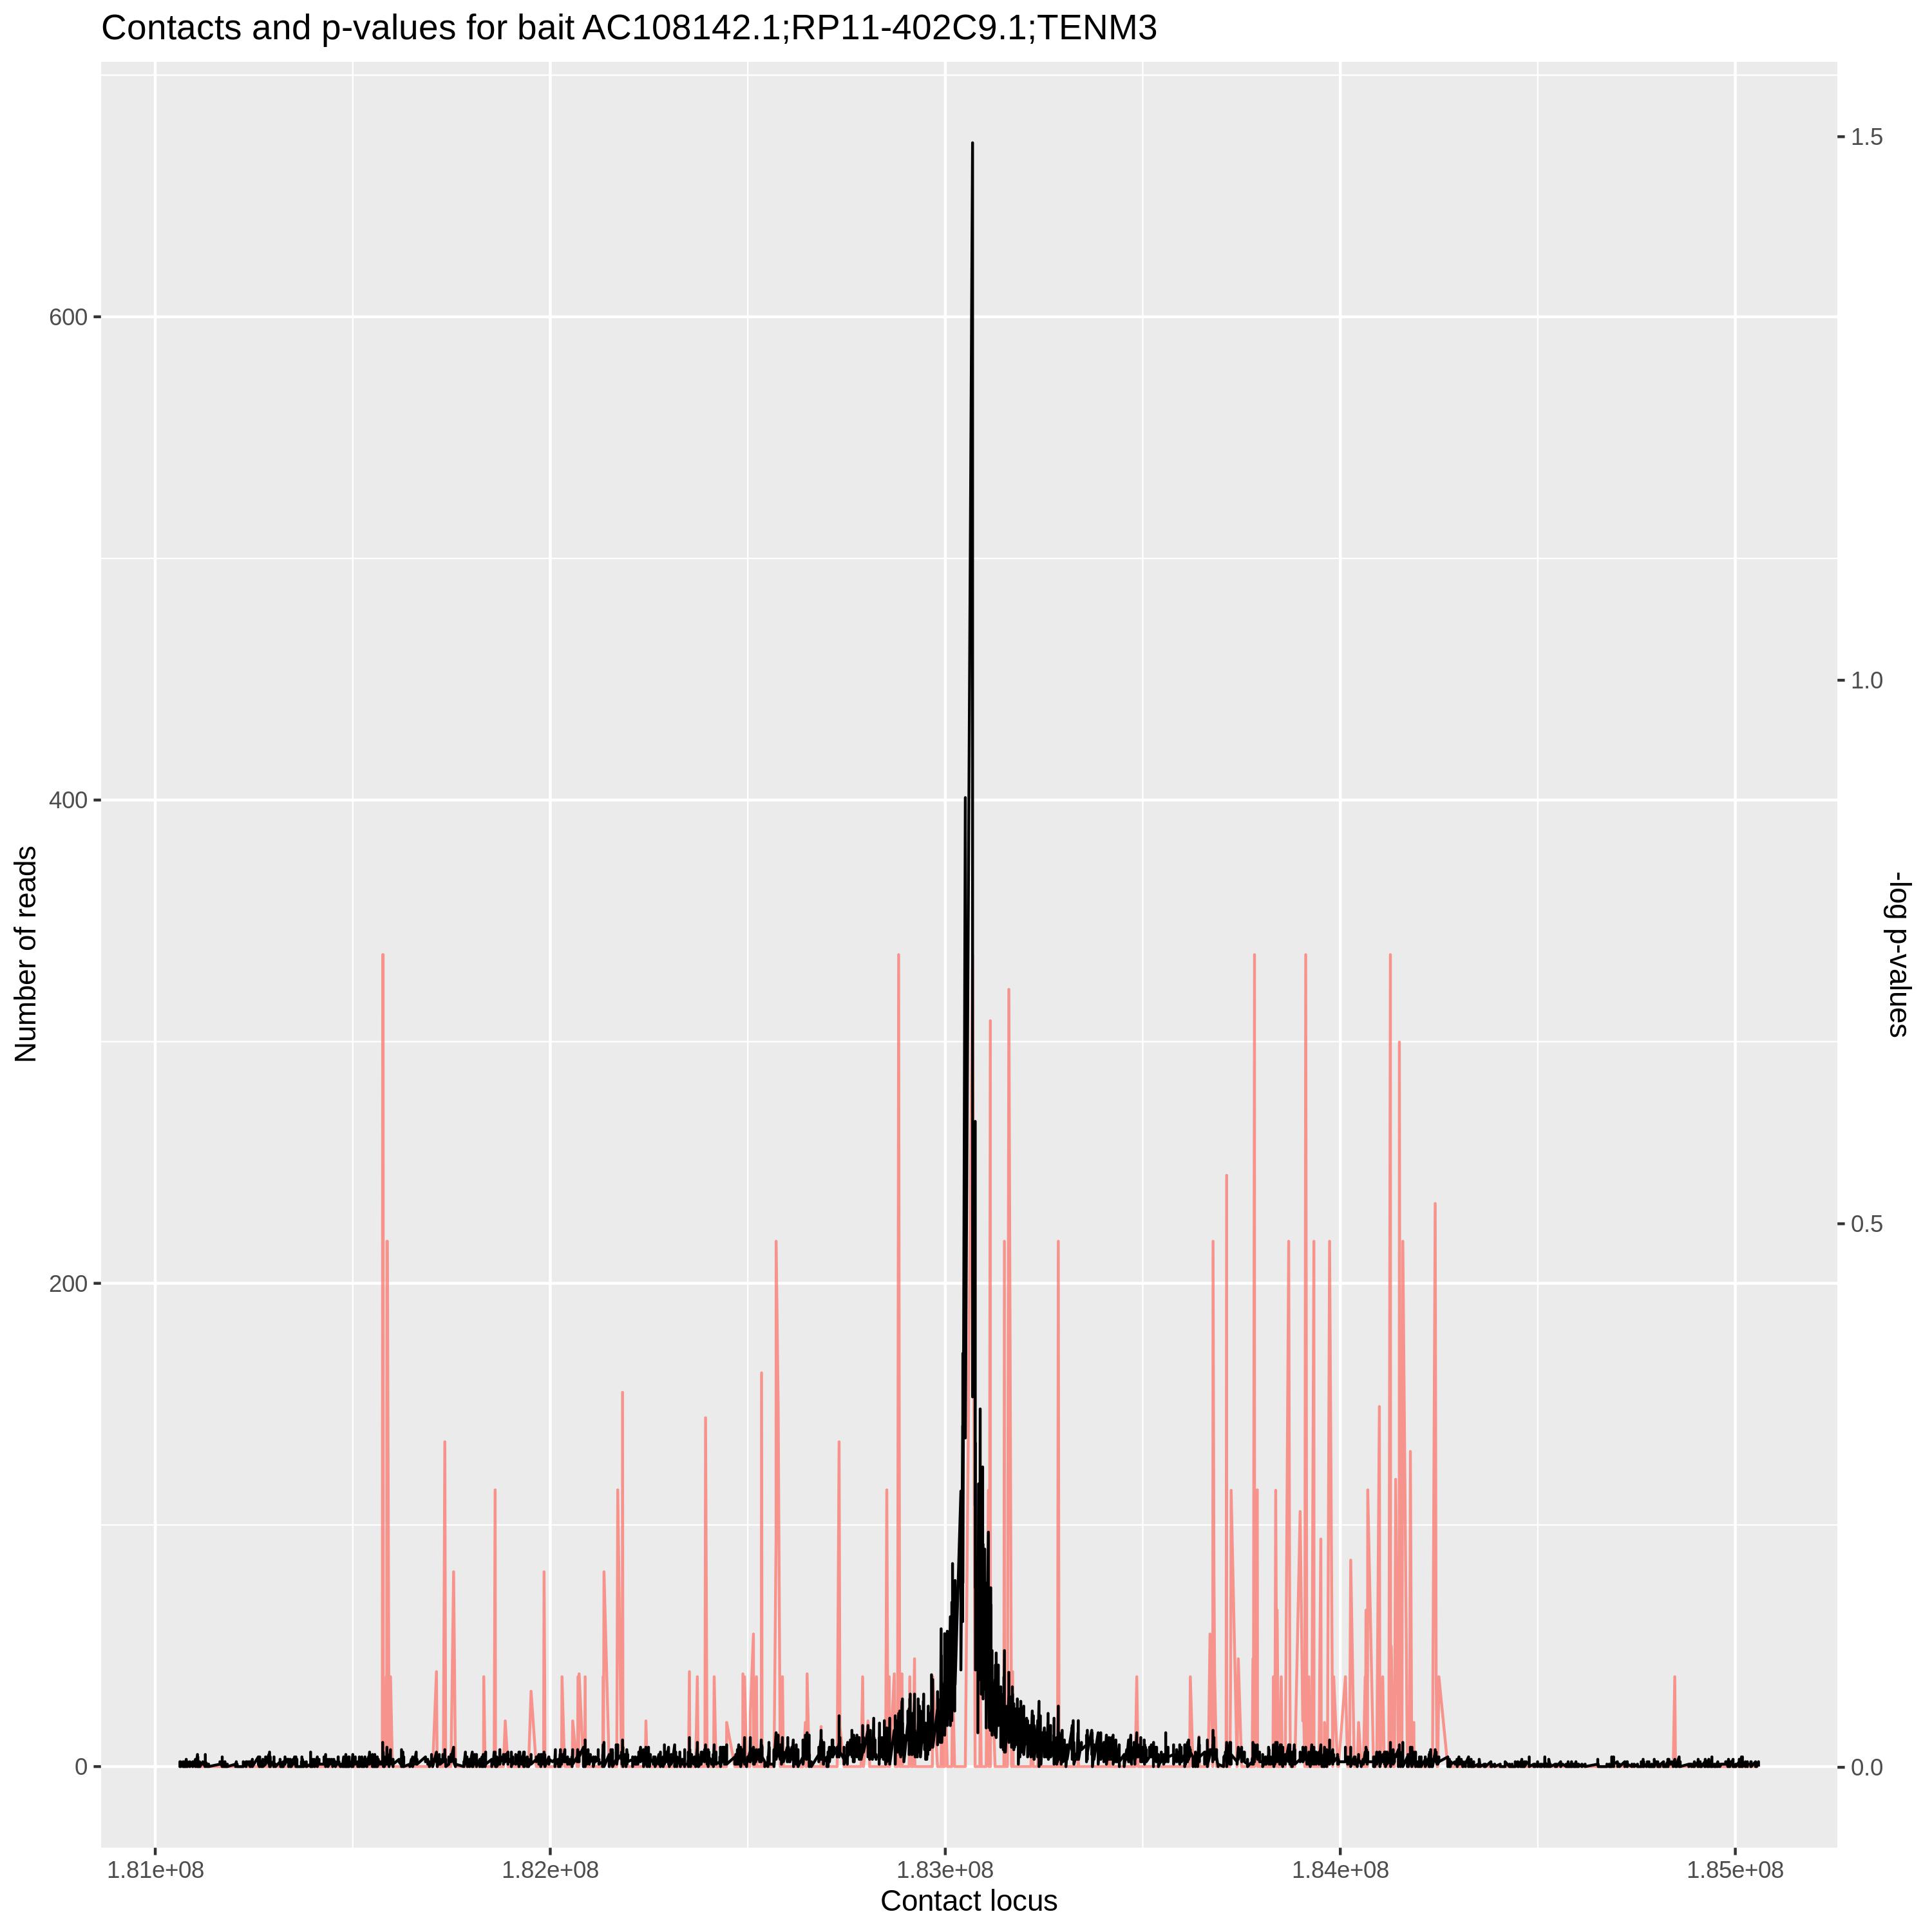 Contacts and p-values for bait AC108142.1;RP11-402C9.1;TENM3
Number of reads
600
400
200
0
1.5
1.0
0.5
0.0
-log p-values
1.81e+08
1.82e+08
1.83e+08
1.84e+08
1.85e+08
Contact locus